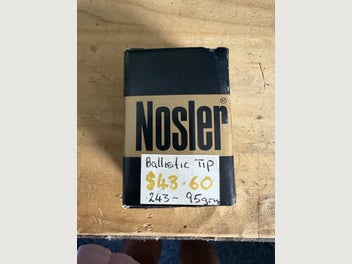 Nosler®
Ballistic Tip
$43.60
.243 - 95grn